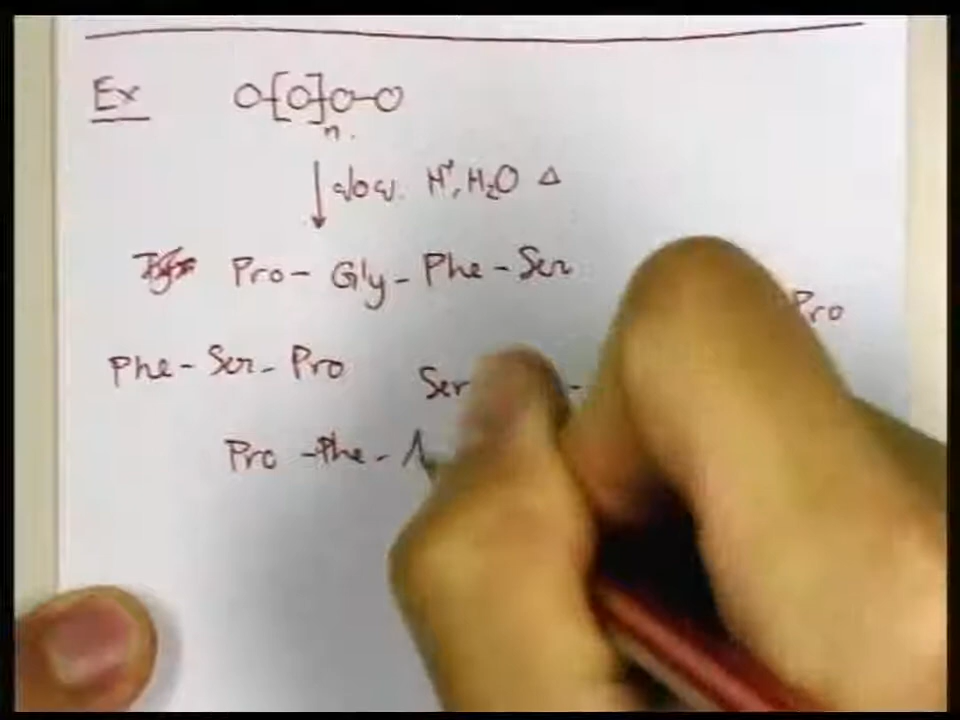 Ex
n.
slow. H⁺, H₂O Δ
Pro - Gly - Phe - Ser
Pro
Phe - Ser - Pro
Ser
Pro - Phe -